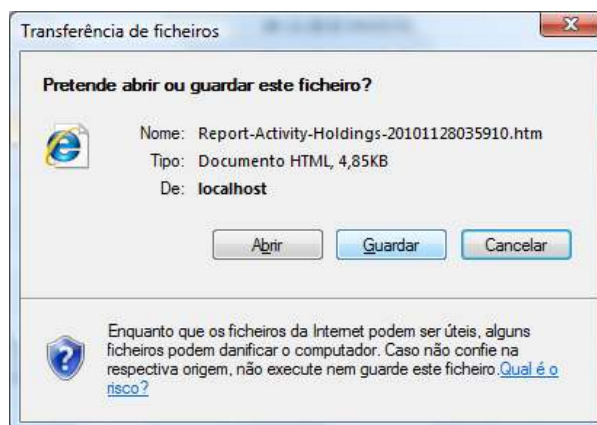 Transferência de ficheiros
Pretende abrir ou guardar este ficheiro?
Nome: Report-Activity-Holdings-20101128035910.htm
Tipo: Documento HTML, 4,85KB
De: localhost
Abrir Guardar Cancelar
Enquanto que os ficheiros da Internet podem ser úteis, alguns
ficheiros podem danificar o computador. Caso não confie na
respectiva origem, não execute nem guarde este ficheiro.Qual é o
risco?